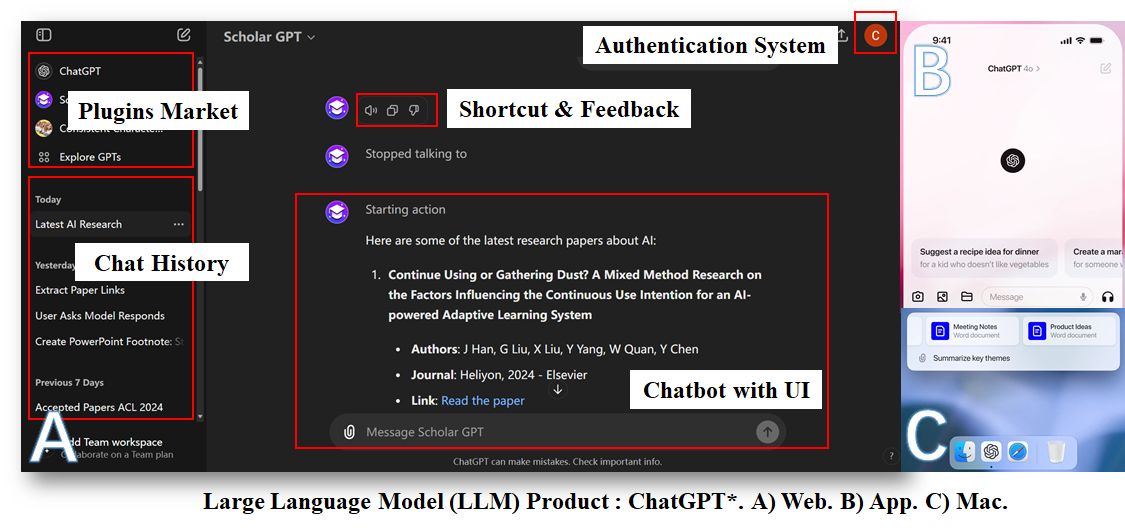 Scholar GPT
Authentication System
C
ChatGPT
Plugins Market
Explore GPTs
Shortcut & Feedback
Stopped talking to
Today
Latest AI Research
Chat History
Yesterday
Extract Paper Links
User Asks Model Responds
Create PowerPoint Footnote:
Previous 7 Days
Accepted Papers ACL 2024
A
Team workspace
Collaborate on a Team plan
Starting action
Here are some of the latest research papers about AI:
1. Continue Using or Gathering Dust? A Mixed Method Research on
the Factors Influencing the Continuous Use Intention for an AI-
powered Adaptive Learning System
• Authors: J Han, G Liu, X Liu, Y Yang, W Quan, Y Chen
• Journal: Heliyon, 2024 - Elsevier
• Link: Read the paper
Chatbot with UI
Message Scholar GPT
ChatGPT can make mistakes. Check important info.
?
B
9:41
ChatGPT 4o >
Suggest a recipe idea for dinner
for a kid who doesn't like vegetables
Create a
for someone
Message
Meeting Notes
Word document
Product Ideas
Word document
Summarize key themes
C
Large Language Model (LLM) Product : ChatGPT*. A) Web. B) App. C) Mac.